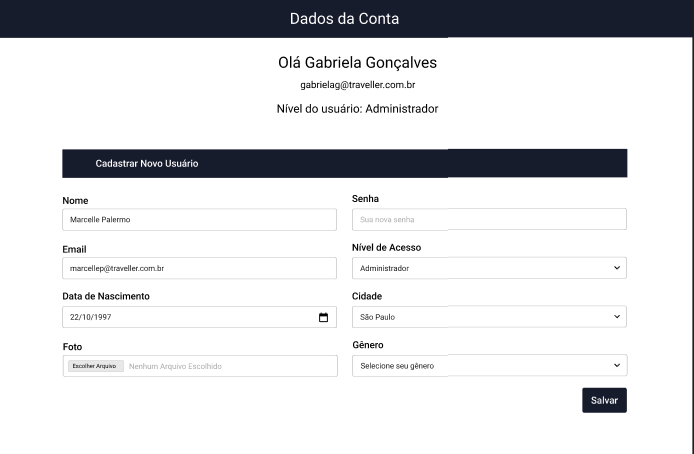 Dados da Conta
Olá Gabriela Gonçalves
gabrielag@traveller.com.br
Nível do usuário: Administrador
Cadastrar Novo Usuário
Nome
Marcelle Palermo
Senha
Sua nova senha
Email
marcellep@traveller.com.br
Nível de Acesso
Administrador
Data de Nascimento
22/10/1997
Cidade
São Paulo
Foto
Escolher Arquivo Nenhum Arquivo Escolhido
Gênero
Selecione seu gênero
Salvar